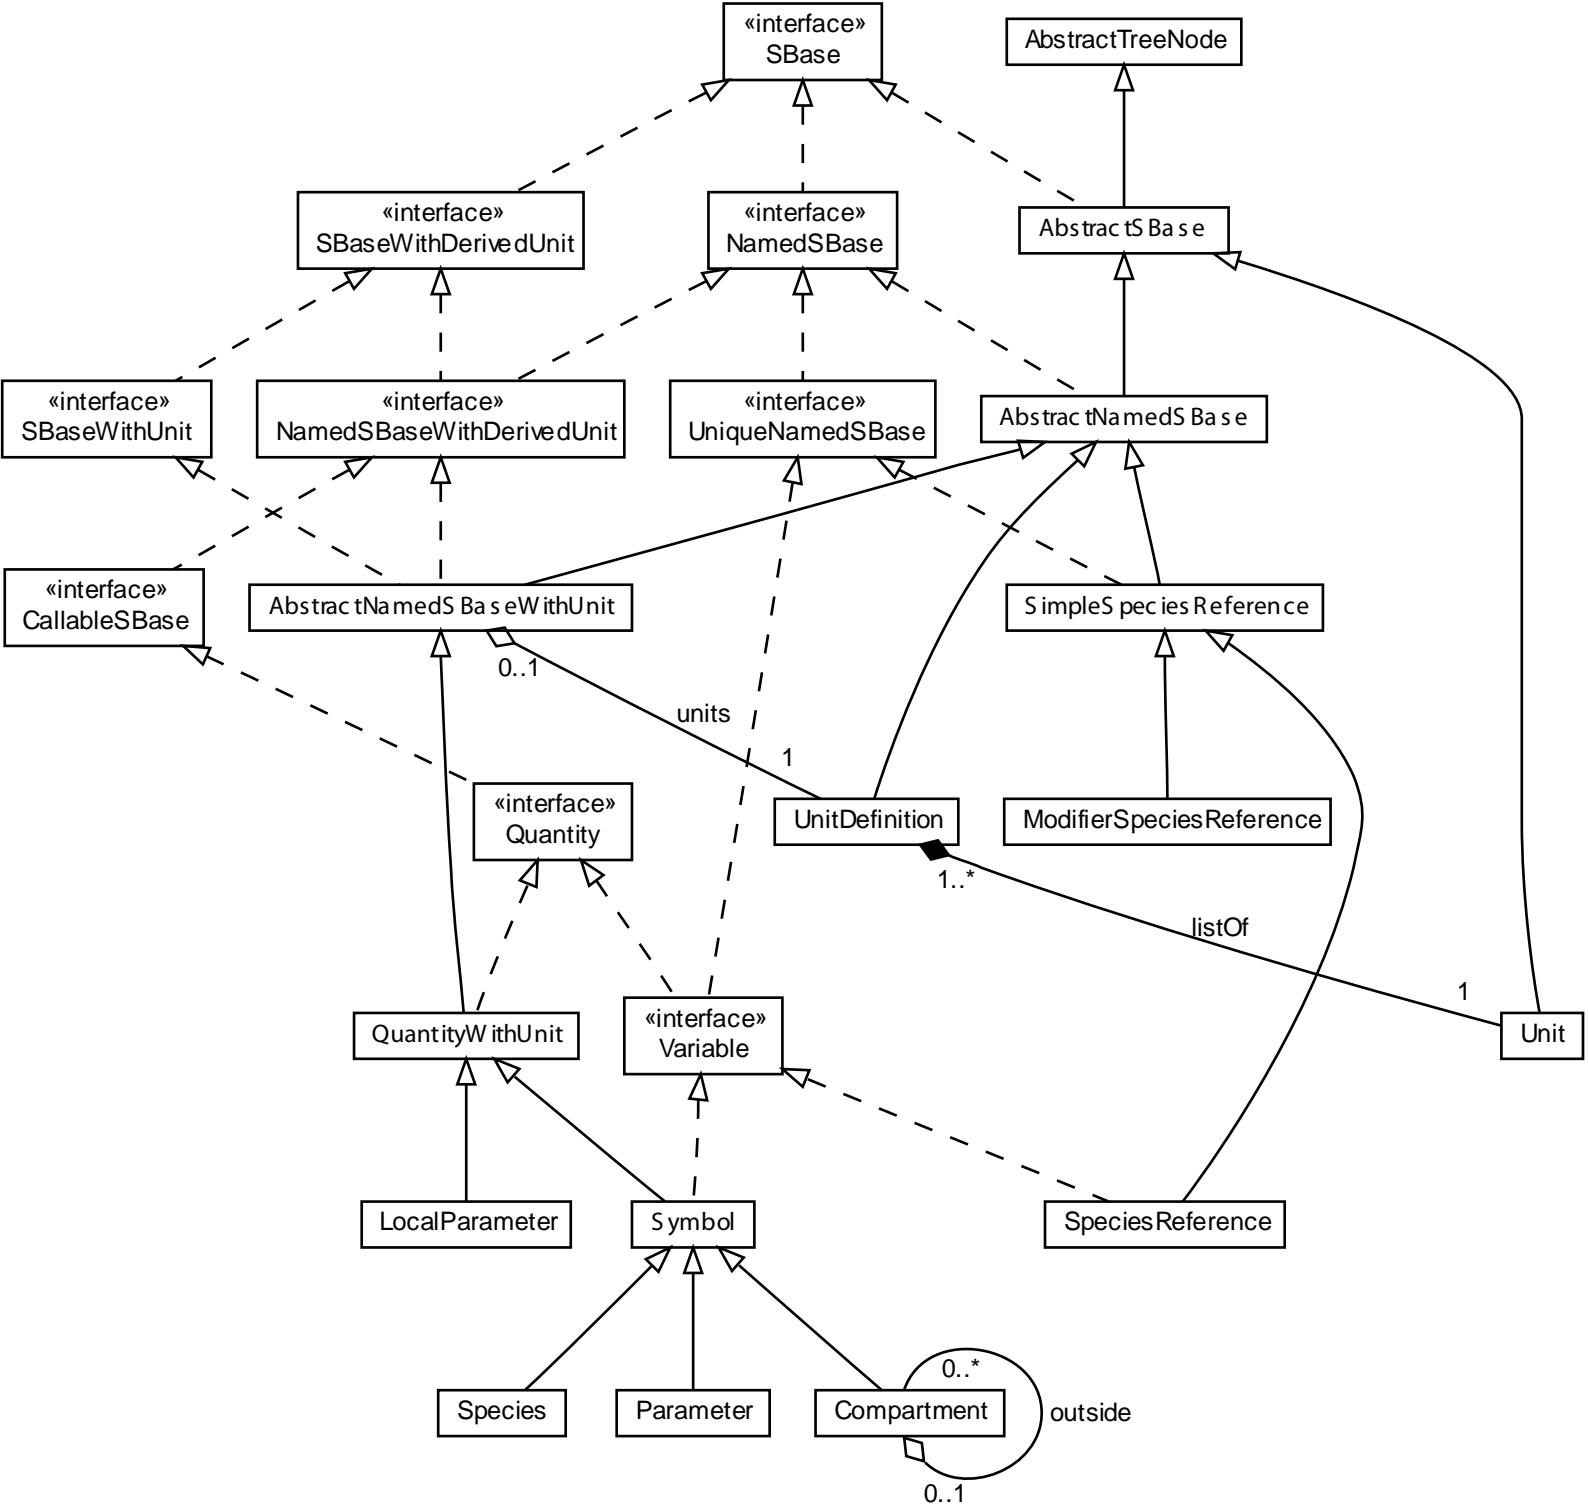 «interface»
SBase
AbstractTreeNode
«interface»
SBaseWithDerivedUnit
«interface»
NamedSBase
AbstractSBase
«interface»
SBaseWithUnit
«interface»
NamedSBaseWithDerivedUnit
«interface»
UniqueNamedSBase
AbstractNamedSBase
«interface»
CallableSBase
AbstractNamedSBaseWithUnit
SimpleSpeciesReference
0..1
units
1
«interface»
Quantity
UnitDefinition
ModifierSpeciesReference
1..*
listOf
1
QuantityWithUnit
«interface»
Variable
Unit
LocalParameter
Symbol
SpeciesReference
0..*
Species
Parameter
Compartment
outside
0..1